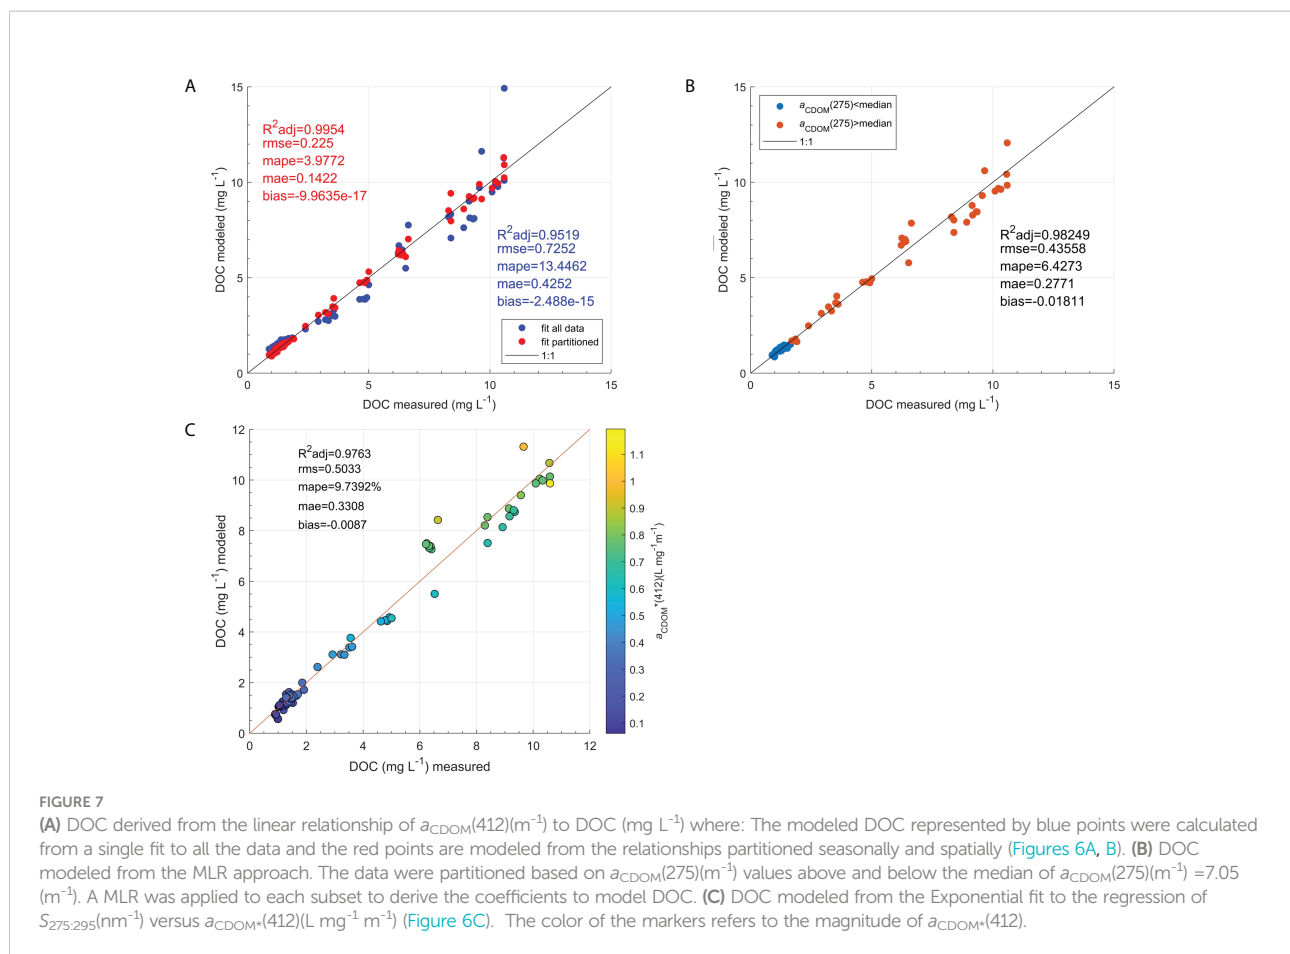 A
15
10
5
0
DOC modeled (mg L⁻¹)
R²adj=0.9954
rmse=0.225
mape=3.9772
mae=0.1422
bias=-9.9635e-17
R²adj=0.9519
rmse=0.7252
mape=13.4462
mae=0.4252
bias=-2.488e-15
fit all data
fit partitioned
1:1
0 5 10 15
DOC measured (mg L⁻¹)
B
15
10
5
0
DOC modeled (mg L⁻¹)
a_CDOM(275)<median
a_CDOM(275)>median
1:1
R²adj=0.98249
rmse=0.43558
mape=6.4273
mae=0.2771
bias=-0.01811
0 5 10 15
DOC measured (mg L⁻¹)
C
12
10
8
6
4
2
0
DOC (mg L⁻¹) modeled
R²adj=0.9763
rms=0.5033
mape=9.7392%
mae=0.3308
bias=-0.0087
0 2 4 6 8 10 12
DOC (mg L⁻¹) measured
1.1
1
0.9
0.8
0.7
0.6
0.5
0.4
0.3
0.2
0.1
a_CDOM*(412)(L mg⁻¹m⁻¹)
FIGURE 7
(A) DOC derived from the linear relationship of a_CDOM(412)(m⁻¹) to DOC (mg L⁻¹) where: The modeled DOC represented by blue points were calculated
from a single fit to all the data and the red points are modeled from the relationships partitioned seasonally and spatially (Figures 6A, B). (B) DOC
modeled from the MLR approach. The data were partitioned based on a_CDOM(275)(m⁻¹) values above and below the median of a_CDOM(275)(m⁻¹) =7.05
(m⁻¹). A MLR was applied to each subset to derive the coefficients to model DOC. (C) DOC modeled from the Exponential fit to the regression of
S_275:295(nm⁻¹) versus a_CDOM*(412)(L mg⁻¹ m⁻¹) (Figure 6C). The color of the markers refers to the magnitude of a_CDOM*(412).